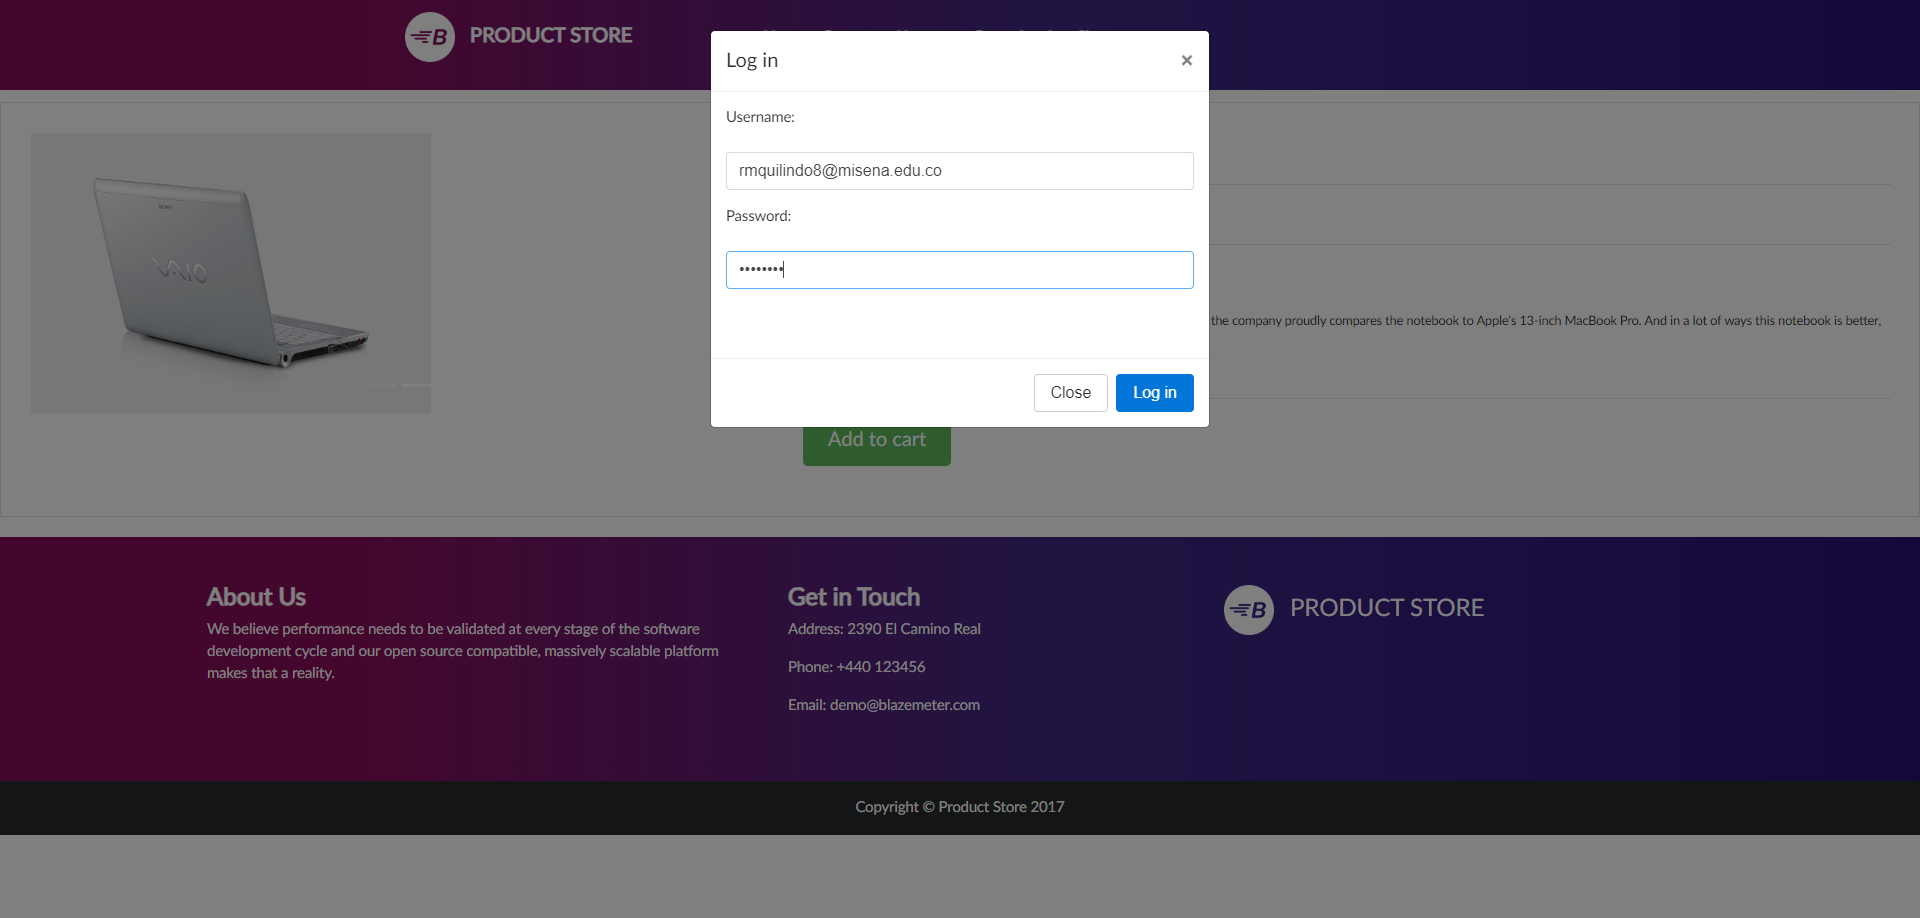 B PRODUCT STORE
Log in ×
Username:
rmquilindo8@misena.edu.co
Password:
••••••••
SONY
VAIO
the company proudly compares the notebook to Apple's 13-inch MacBook Pro. And in a lot of ways this notebook is better,
Close Log in
Add to cart
About Us
We believe performance needs to be validated at every stage of the software
development cycle and our open source compatible, massively scalable platform
makes that a reality.
Get in Touch
Address: 2390 El Camino Real
Phone: +440 123456
Email: demo@blazemeter.com
B PRODUCT STORE
Copyright © Product Store 2017